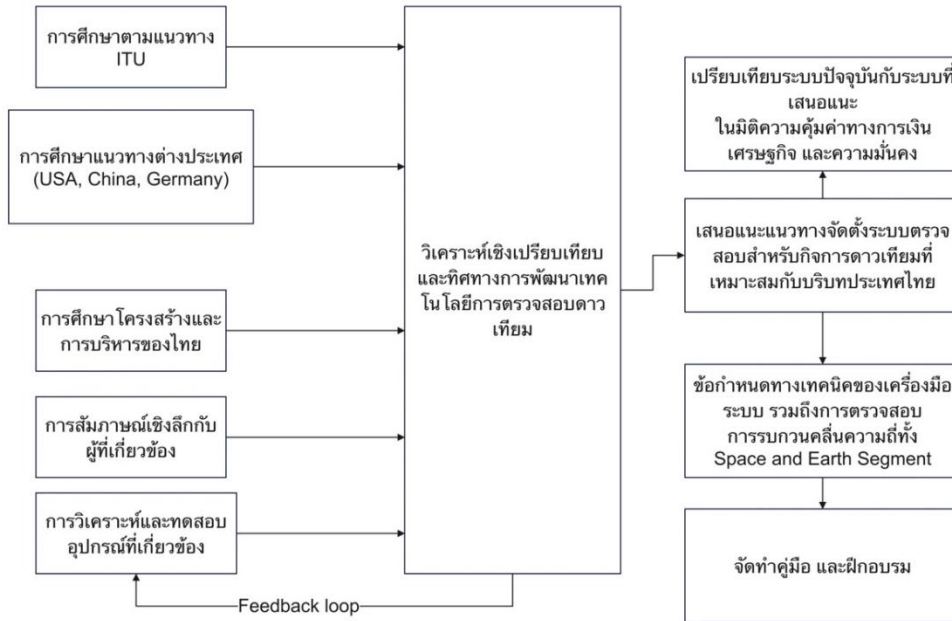 การศึกษาตามแนวทาง
ITU
การศึกษาแนวทางต่างประเทศ
(USA, China, Germany)
การศึกษาโครงสร้างและ
การบริหารของไทย
การสัมภาษณ์เชิงลึกกับ
ผู้ที่เกี่ยวข้อง
การวิเคราะห์และทดสอบ
อุปกรณ์ที่เกี่ยวข้อง
Feedback loop
วิเคราะห์เชิงเปรียบเทียบ
และทิศทางการพัฒนาเทค
โนโลยีการตรวจสอบดาว
เทียม
เปรียบเทียบระบบปัจจุบันกับระบบที่
เสนอแนะ
ในมิติความคุ้มค่าทางการเงิน
เศรษฐกิจ และความมั่นคง
เสนอแนะแนวทางจัดตั้งระบบตรวจ
สอบสำหรับกิจการดาวเทียมที่
เหมาะสมกับบริบทประเทศไทย
ข้อกำหนดทางเทคนิคของเครื่องมือ
ระบบ รวมถึงการตรวจสอบ
การรบกวนคลื่นความถี่ทั้ง
Space and Earth Segment
จัดทำคู่มือ และฝึกอบรม